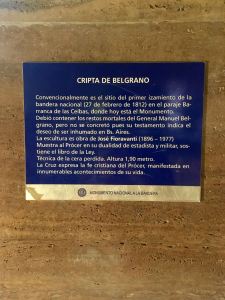 CRIPTA DE BELGRANO
Convencionalmente es el sitio del primer izamiento de la
bandera nacional (27 de febrero de 1812) en el paraje Ba-
rranca de las Ceibas, donde hoy está el Monumento.
Debió contener los restos mortales del General Manuel Bel-
grano, pero no se concretó pues su testamento indica el
deseo de ser inhumado en Bs. Aires.
La escultura es obra de José Fioravanti (1896 - 1977)
Muestra al Prócer en su dualidad de estadista y militar, sos-
tiene el libro de la Ley.
Técnica de la cera perdida. Altura 1,90 metro.
La Cruz expresa la fe cristiana del Prócer, manifestada en
innumerables acontecimientos de su vida.
MONUMENTO NACIONAL A LA BANDERA